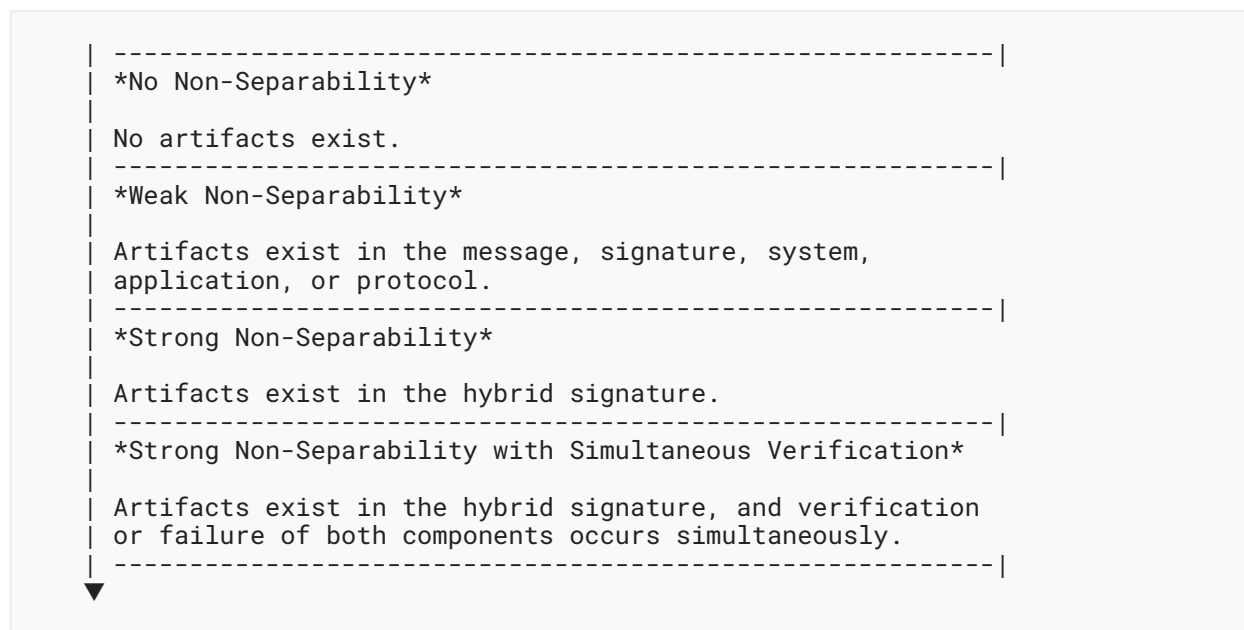 | ----------------------------------------------------------|
| *No Non-Separability*
|
| No artifacts exist.
| ----------------------------------------------------------|
| *Weak Non-Separability*
|
| Artifacts exist in the message, signature, system,
| application, or protocol.
| ----------------------------------------------------------|
| *Strong Non-Separability*
|
| Artifacts exist in the hybrid signature.
| ----------------------------------------------------------|
| *Strong Non-Separability with Simultaneous Verification*
|
| Artifacts exist in the hybrid signature, and verification
| or failure of both components occurs simultaneously.
| ----------------------------------------------------------|
▼